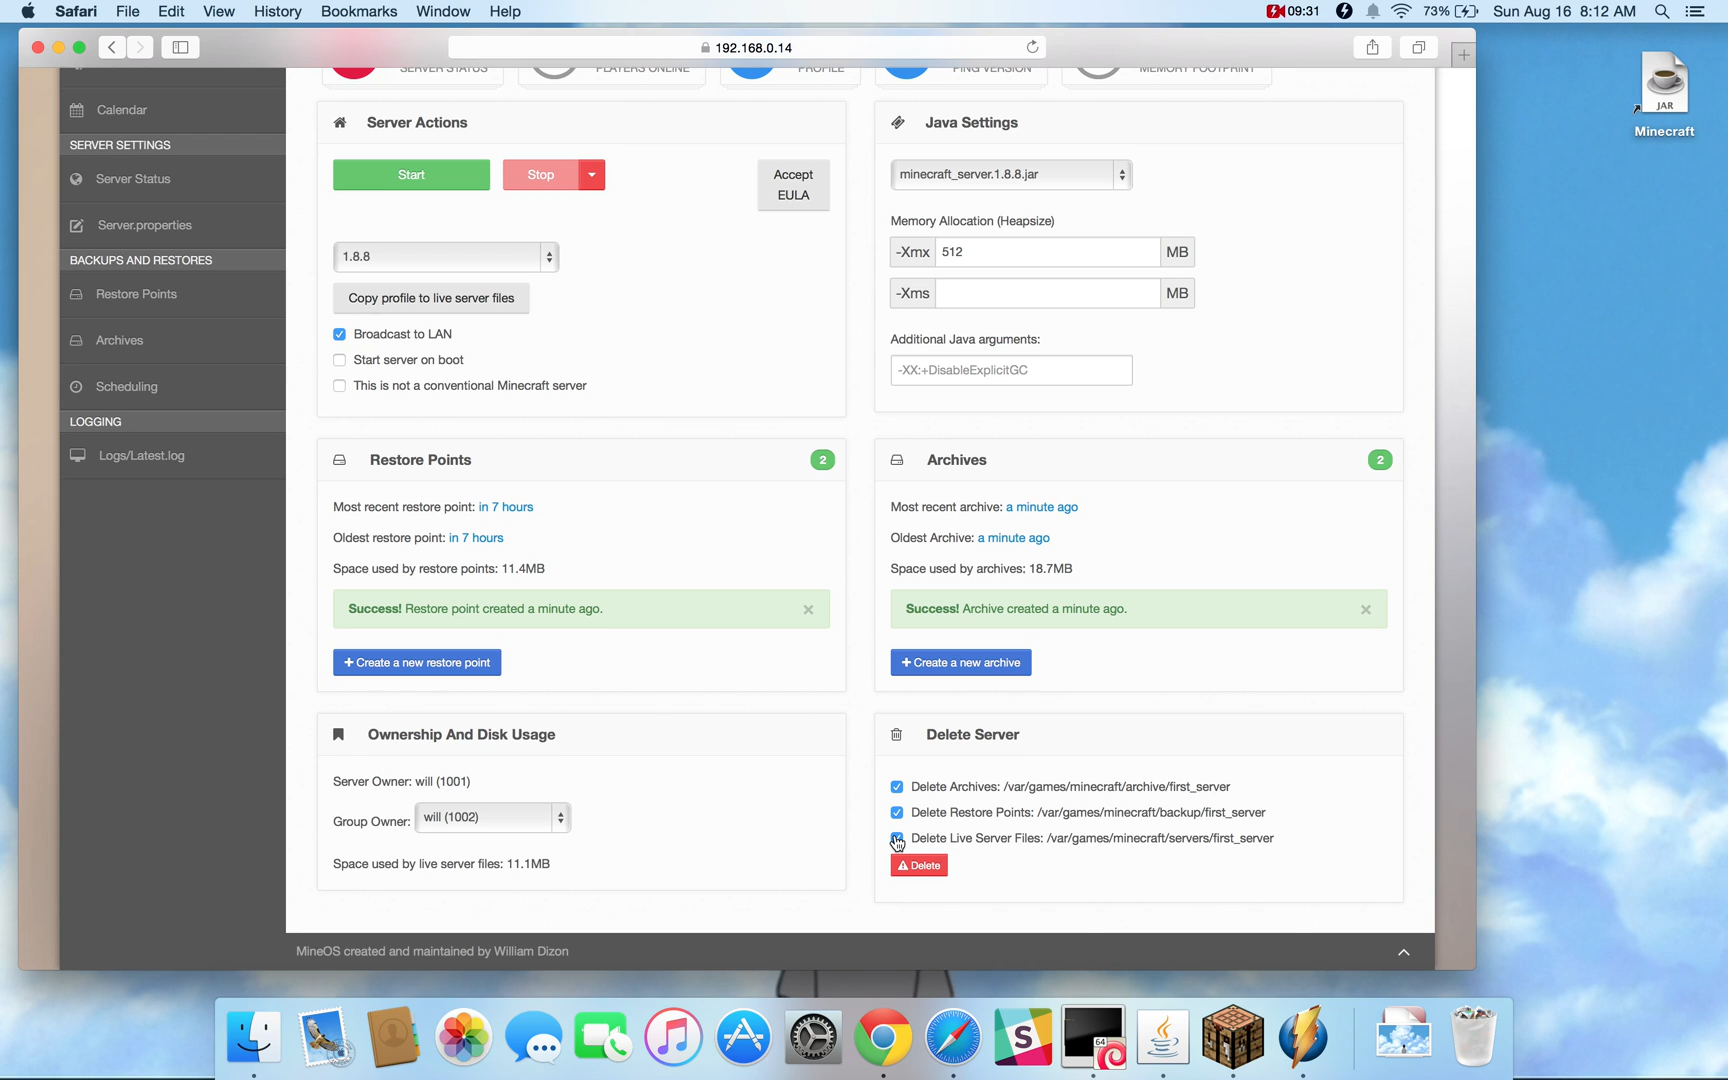 Safari File Edit View History Bookmarks Window Help 09:31 73% Sun Aug 16 8:12 AM
192.168.0.14
SERVER STATUS PLAYERS ONLINE PROFILE PING VERSION MEMORY FOOTPRINT
Calendar
SERVER SETTINGS
Server Status
Server.properties
BACKUPS AND RESTORES
Restore Points
Archives
Scheduling
LOGGING
Logs/Latest.log
Server Actions
Start Stop
Accept
EULA
1.8.8
Copy profile to live server files
Broadcast to LAN
Start server on boot
This is not a conventional Minecraft server
Java Settings
minecraft_server.1.8.8.jar
Memory Allocation (Heapsize)
-Xmx 512 MB
-Xms MB
Additional Java arguments:
-XX:+DisableExplicitGC
Restore Points 2
Most recent restore point: in 7 hours
Oldest restore point: in 7 hours
Space used by restore points: 11.4MB
Success! Restore point created a minute ago. ×
+ Create a new restore point
Archives 2
Most recent archive: a minute ago
Oldest Archive: a minute ago
Space used by archives: 18.7MB
Success! Archive created a minute ago. ×
+ Create a new archive
Ownership And Disk Usage
Server Owner: will (1001)
Group Owner: will (1002)
Space used by live server files: 11.1MB
Delete Server
Delete Archives: /var/games/minecraft/archive/first_server
Delete Restore Points: /var/games/minecraft/backup/first_server
Delete Live Server Files: /var/games/minecraft/servers/first_server
Delete
MineOS created and maintained by William Dizon
JAR
Minecraft
64